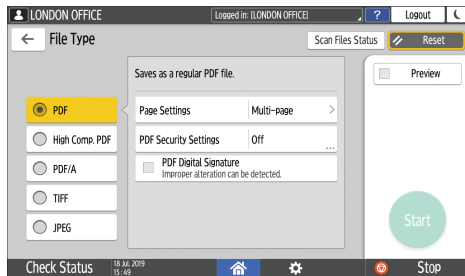 LONDON OFFICE
Logged in: [LONDON OFFICE]
?
Logout
File Type
Scan Files Status
Reset
Saves as a regular PDF file.
Preview
PDF
Page Settings
Multi-page
High Comp. PDF
PDF Security Settings
Off
...
PDF/A
PDF Digital Signature
Improper alteration can be detected.
TIFF
JPEG
Start
Check Status
18 Jul. 2019
15:49
Stop